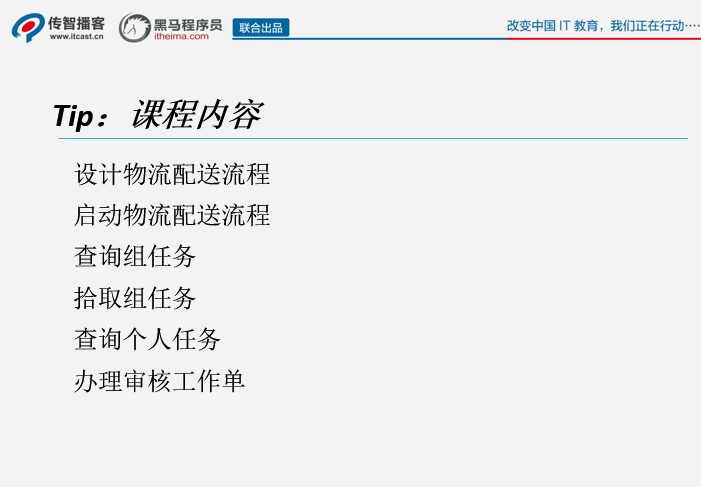 传智播客 黑马程序员 联合出品 改变中国 IT 教育，我们正在行动……
www.itcast.cn itheima.com
Tip：课程内容
设计物流配送流程
启动物流配送流程
查询组任务
拾取组任务
查询个人任务
办理审核工作单